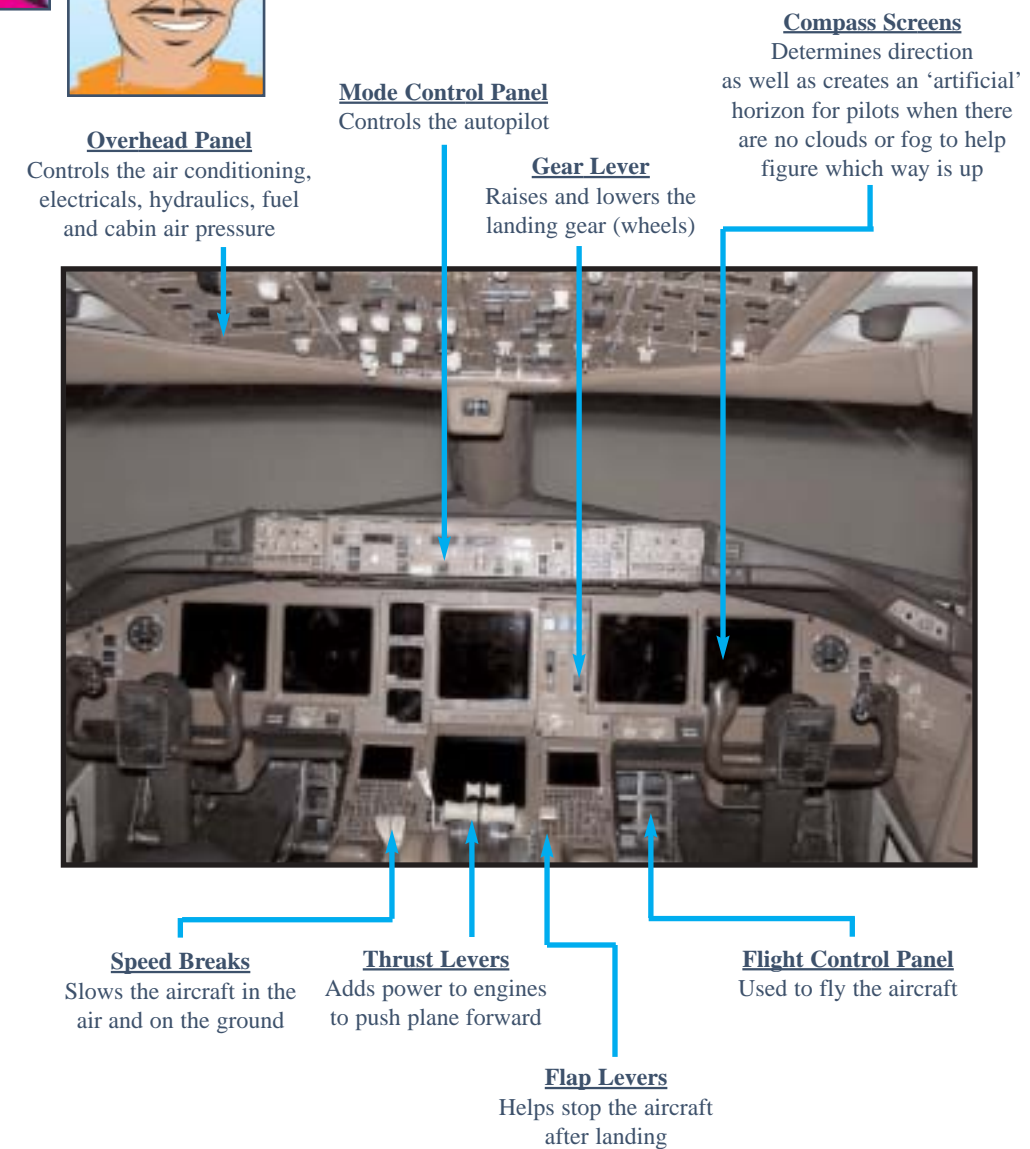 Compass Screens
Determines direction
as well as creates an ‘artificial’
horizon for pilots when there
are no clouds or fog to help
figure which way is up
Mode Control Panel
Controls the autopilot
Overhead Panel
Controls the air conditioning,
electricals, hydraulics, fuel
and cabin air pressure
Gear Lever
Raises and lowers the
landing gear (wheels)
Speed Breaks
Slows the aircraft in the
air and on the ground
Thrust Levers
Adds power to engines
to push plane forward
Flight Control Panel
Used to fly the aircraft
Flap Levers
Helps stop the aircraft
after landing